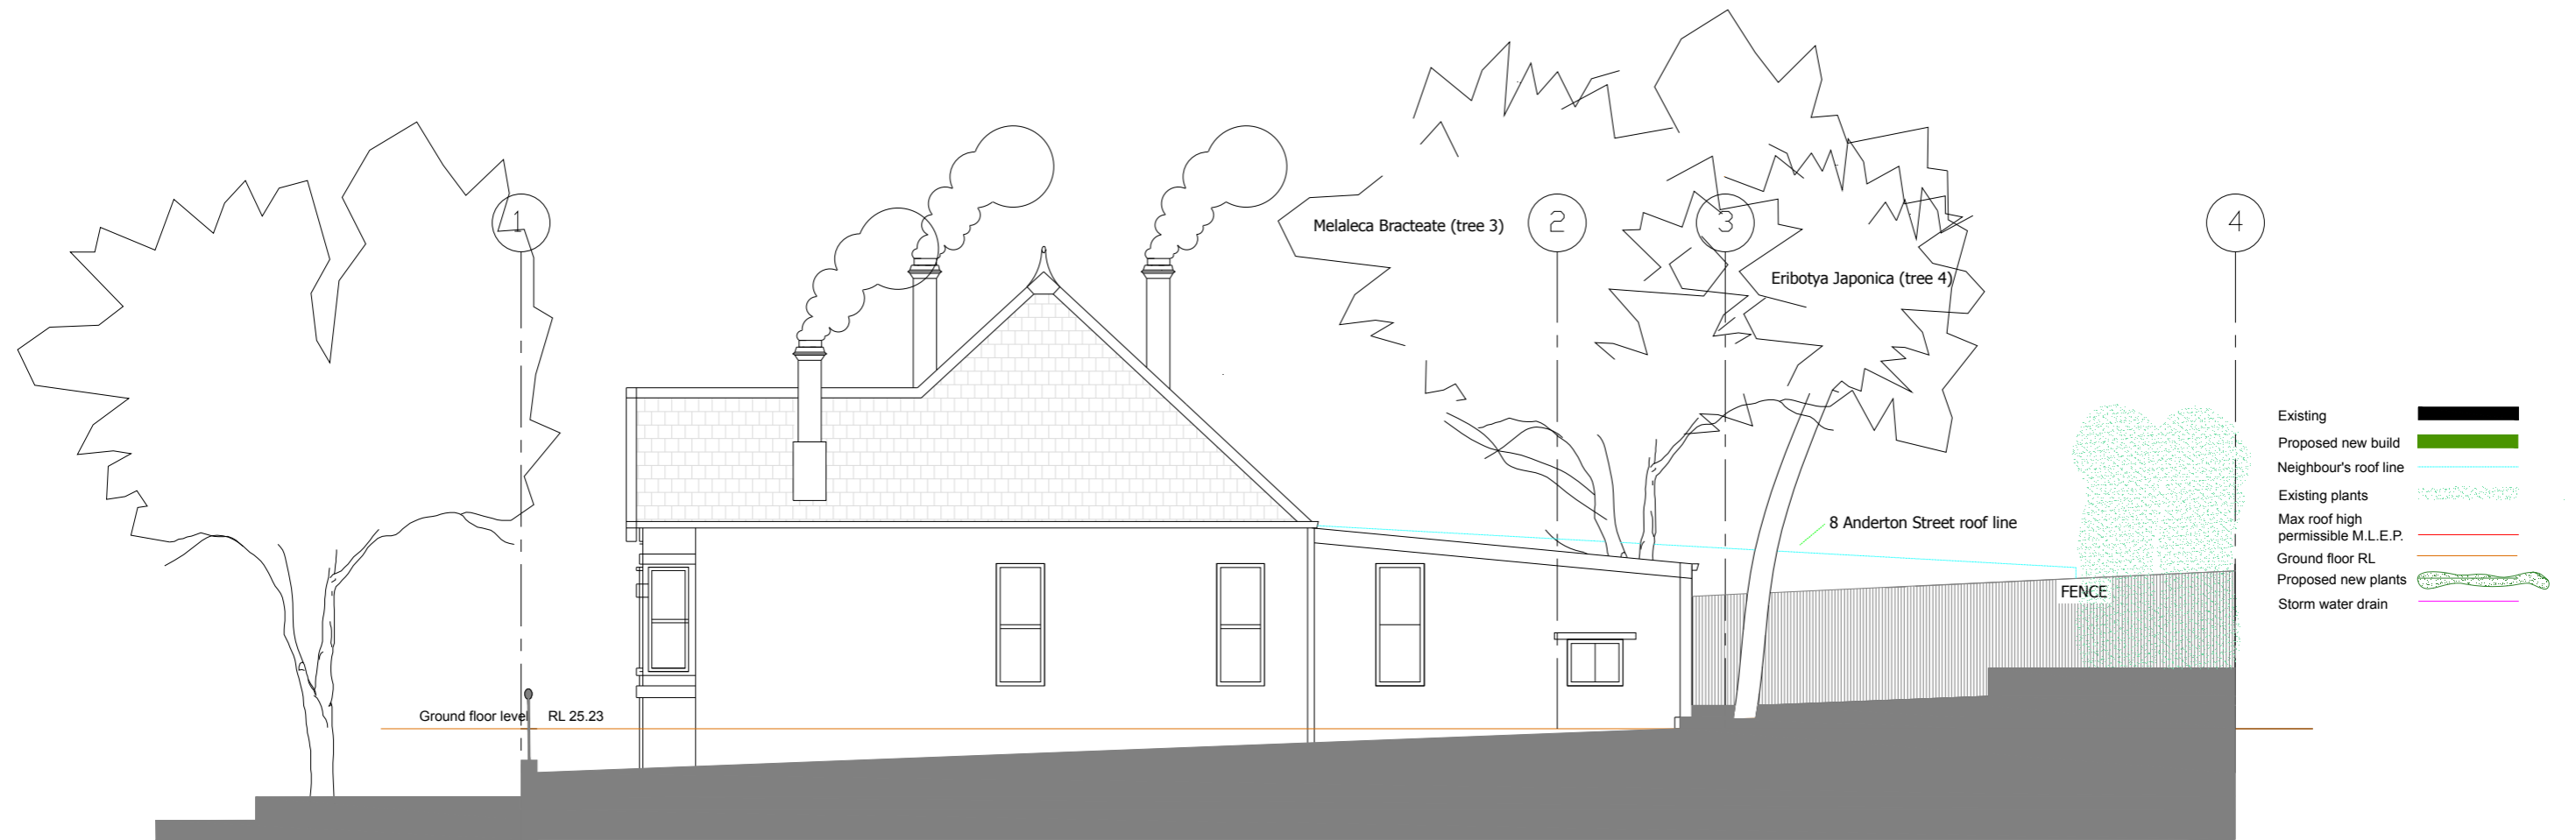 1
2
3
4
Melaleca Bracteate (tree 3)
Eribotya Japonica (tree 4)
8 Anderton Street roof line
FENCE
Ground floor level RL 25.23
Existing
Proposed new build
Neighbour's roof line
Existing plants
Max roof high
permissible M.L.E.P.
Ground floor RL
Proposed new plants
Storm water drain